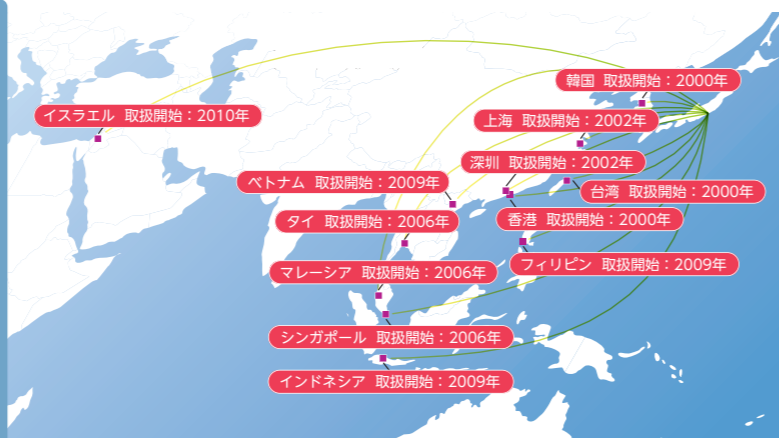 韓国 取扱開始：2000年
イスラエル 取扱開始：2010年
上海 取扱開始：2002年
深圳 取扱開始：2002年
ベトナム 取扱開始：2009年
台湾 取扱開始：2000年
タイ 取扱開始：2006年
香港 取扱開始：2000年
フィリピン 取扱開始：2009年
マレーシア 取扱開始：2006年
シンガポール 取扱開始：2006年
インドネシア 取扱開始：2009年